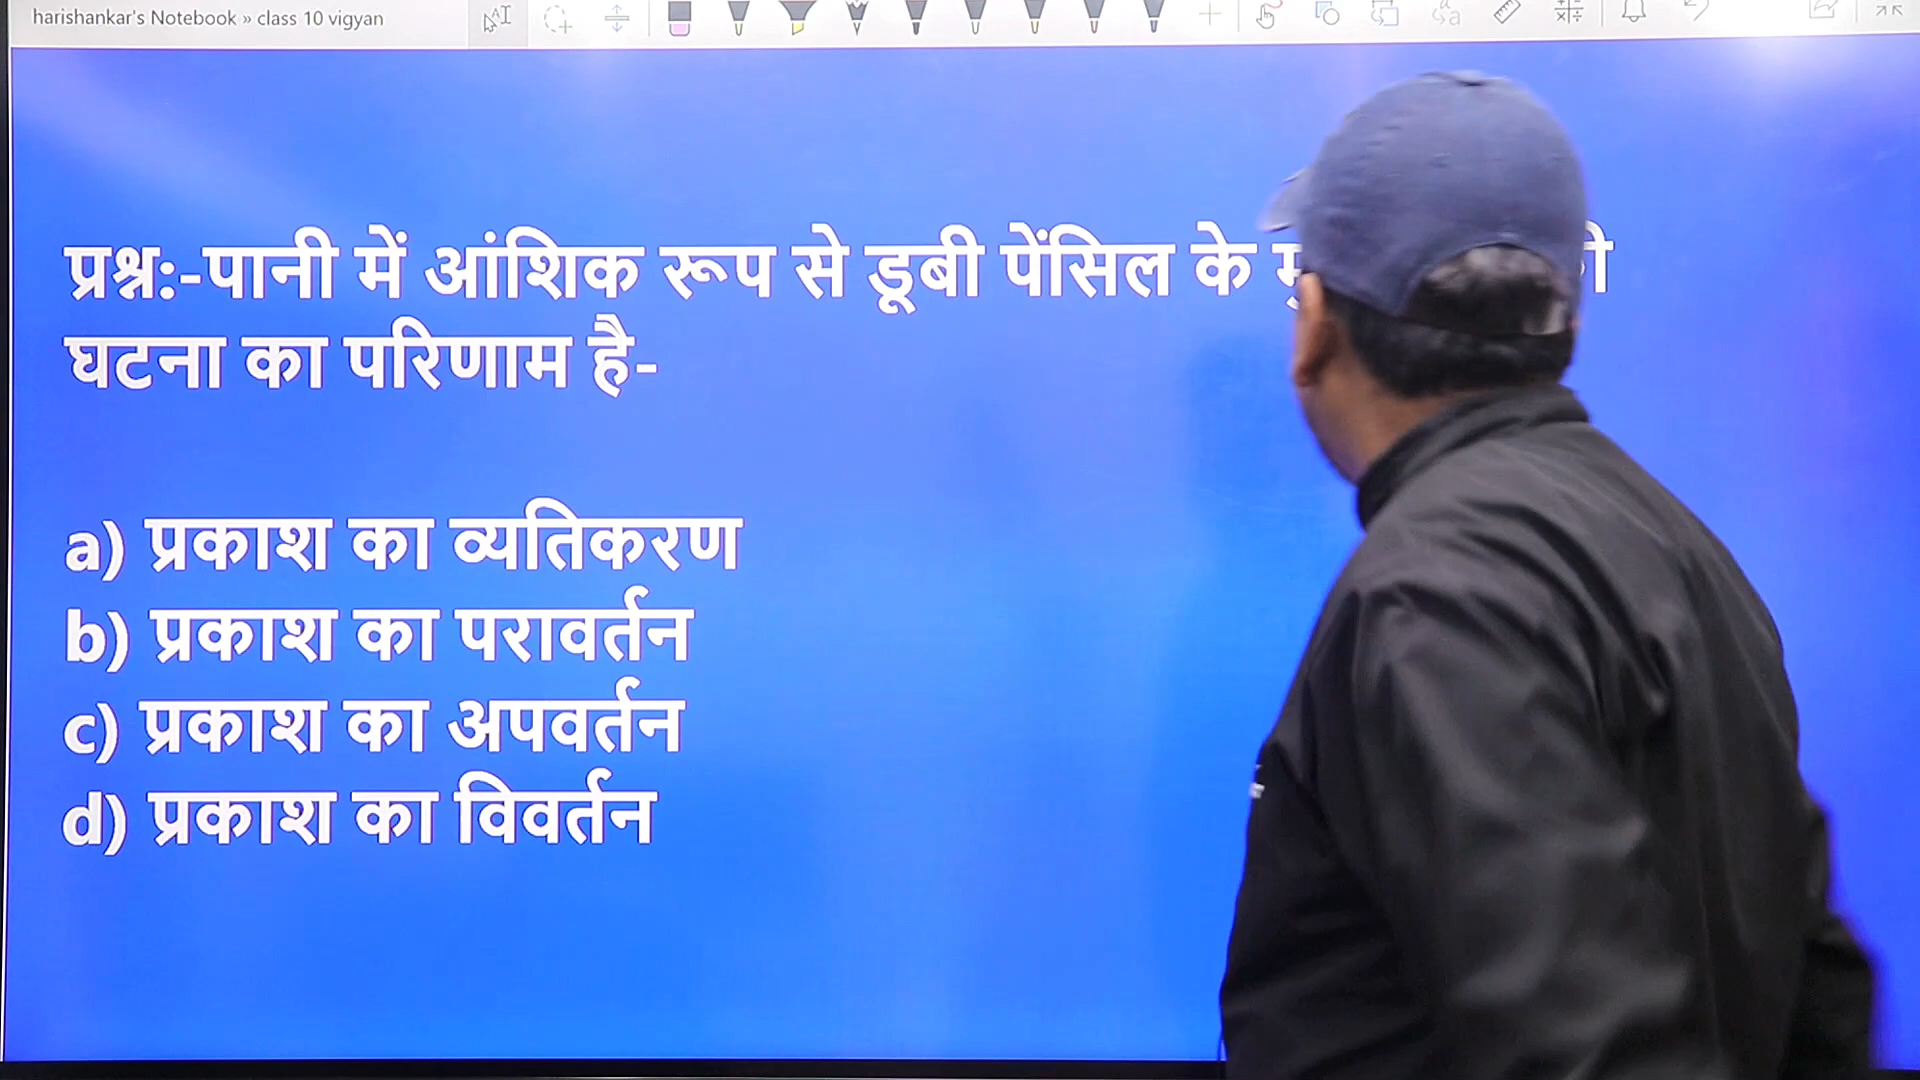 harishankar's Notebook » class 10 vigyan
प्रश्न:-पानी में आंशिक रूप से डूबी पेंसिल के
घटना का परिणाम है-
a) प्रकाश का व्यतिकरण
b) प्रकाश का परावर्तन
c) प्रकाश का अपवर्तन
d) प्रकाश का विवर्तन